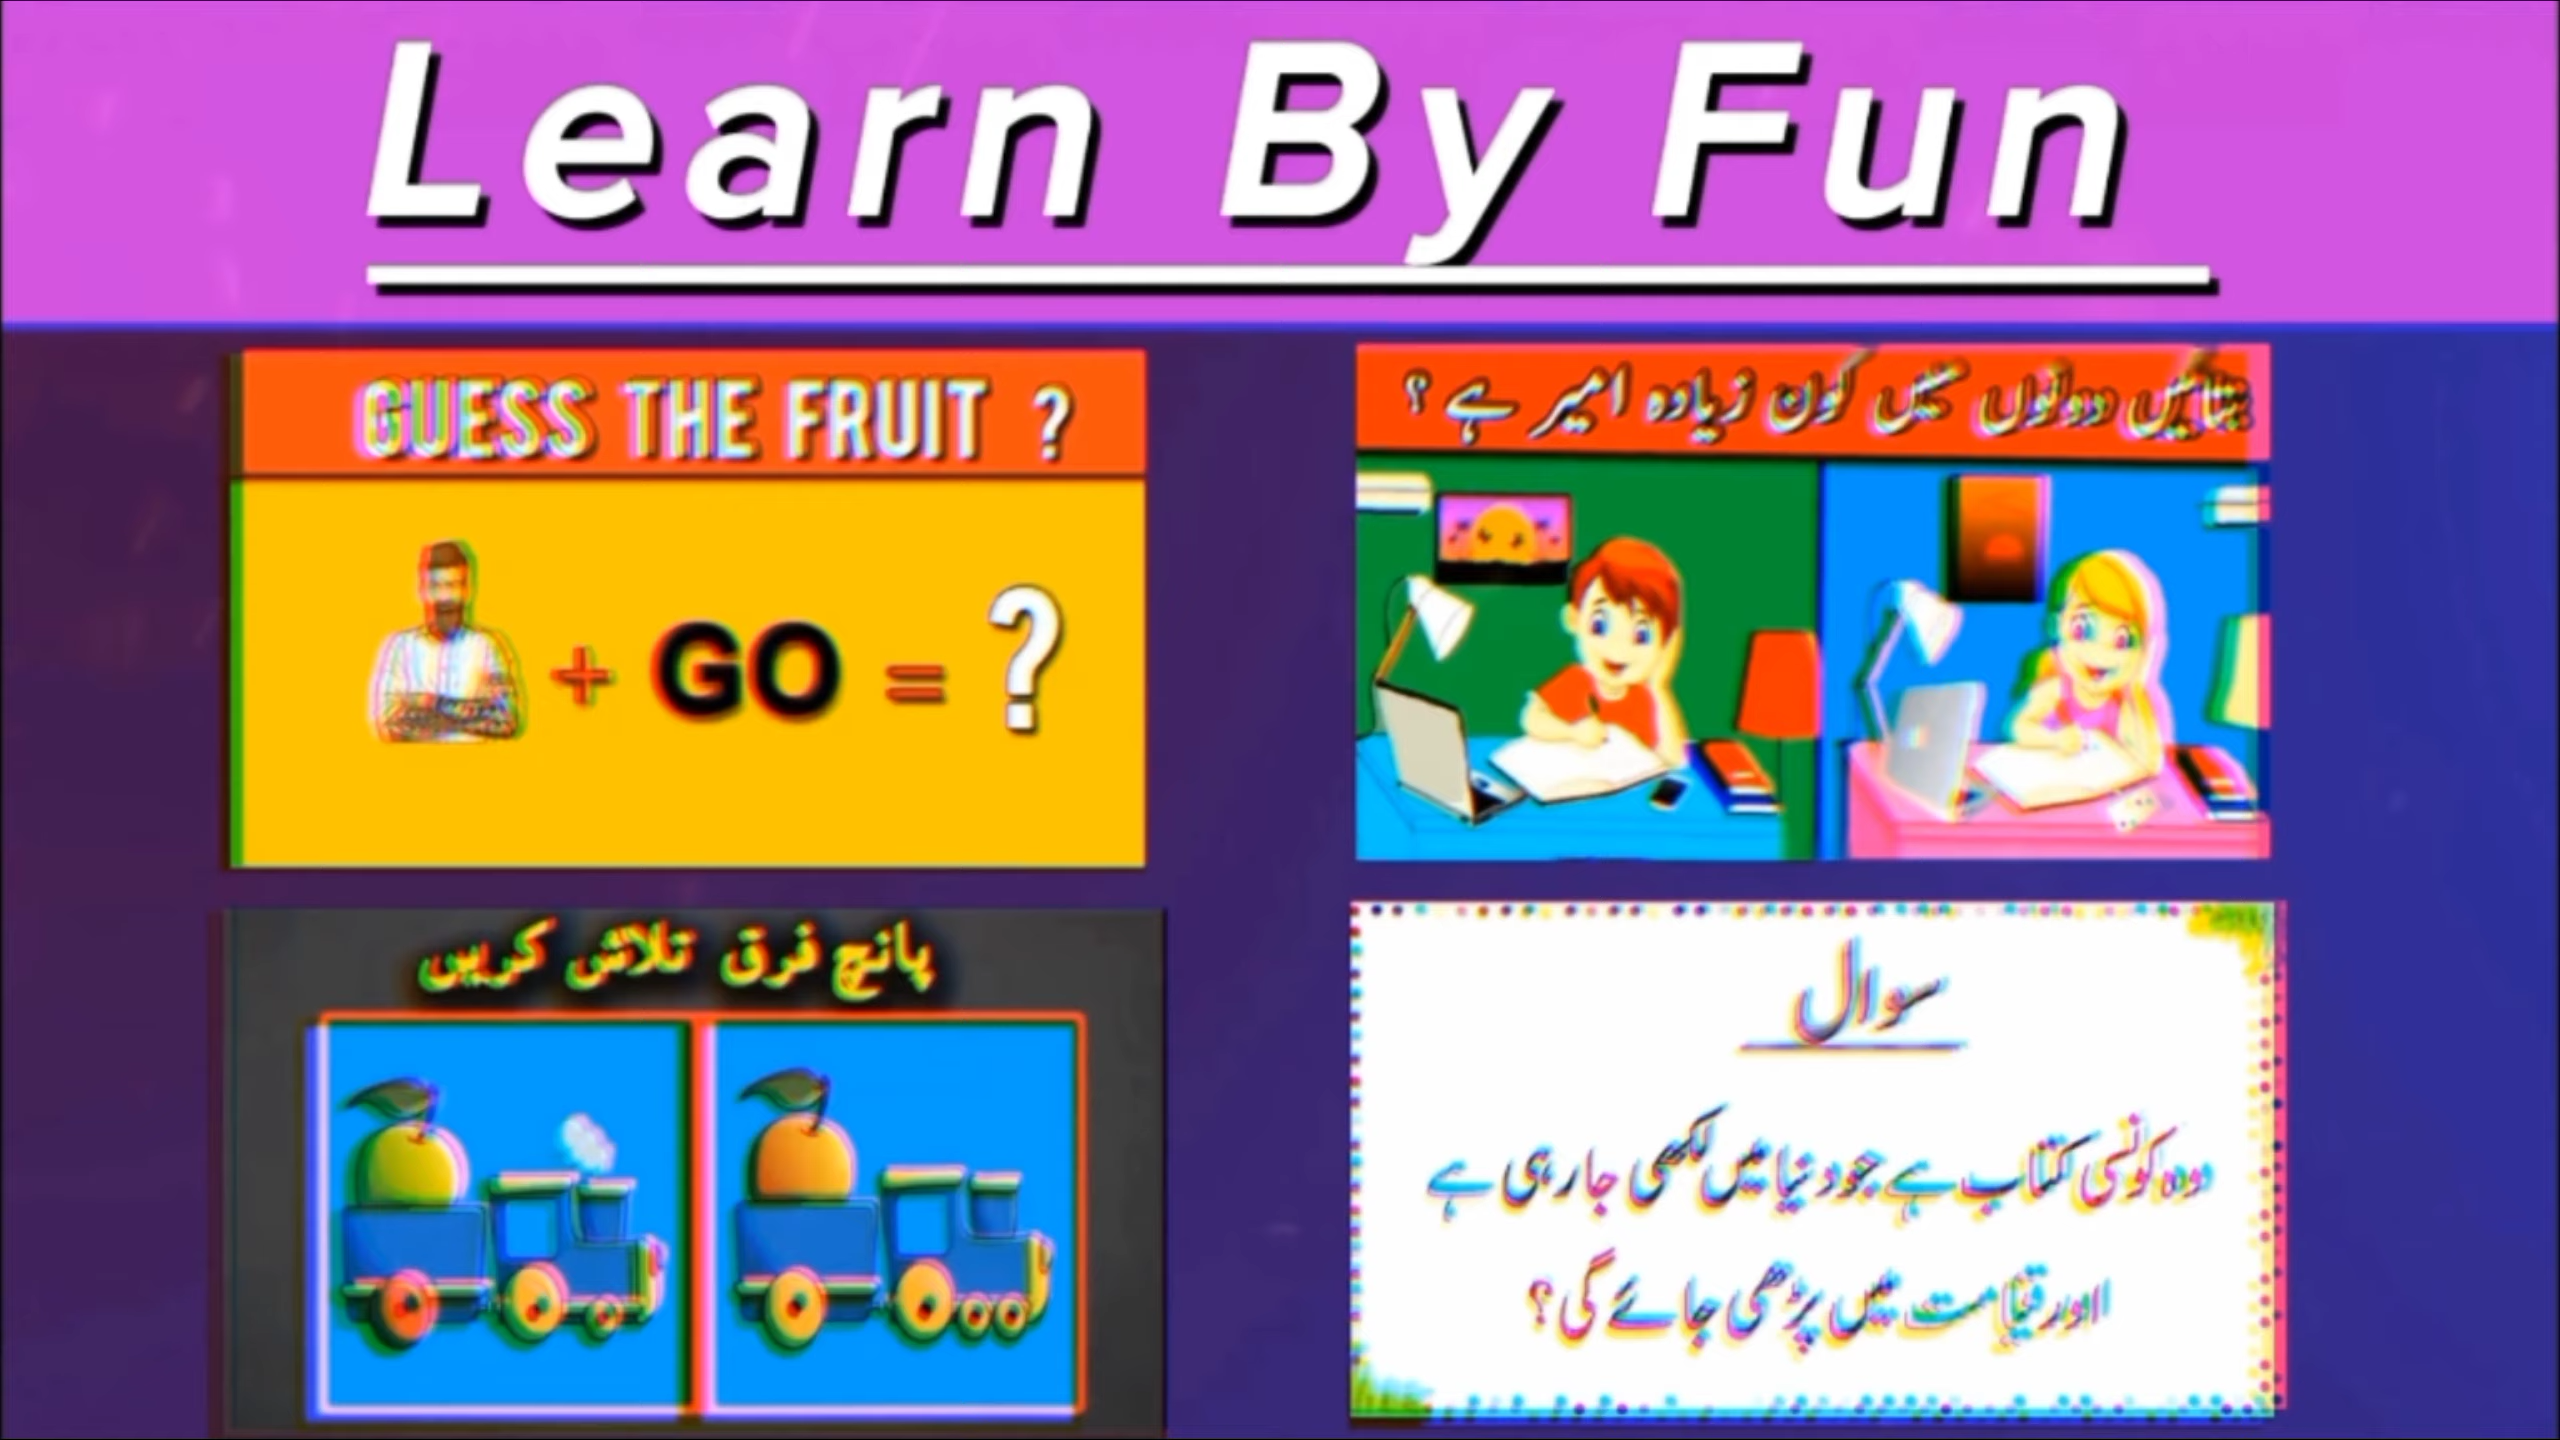 Learn By Fun
GUESS THE FRUIT ?
+ GO = ?
بتائیں دونوں میں کون زیادہ امیر ہے ؟
پانچ فرق تلاش کریں
سوال
وہ کونسی کتاب ہے جو دنیا میں لکھی جا رہی ہے
اور قیامت میں پڑھی جائے گی ؟